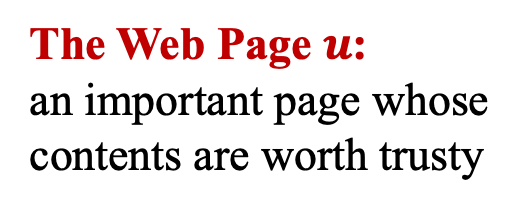 The Web Page u:
an important page whose
contents are worth trusty